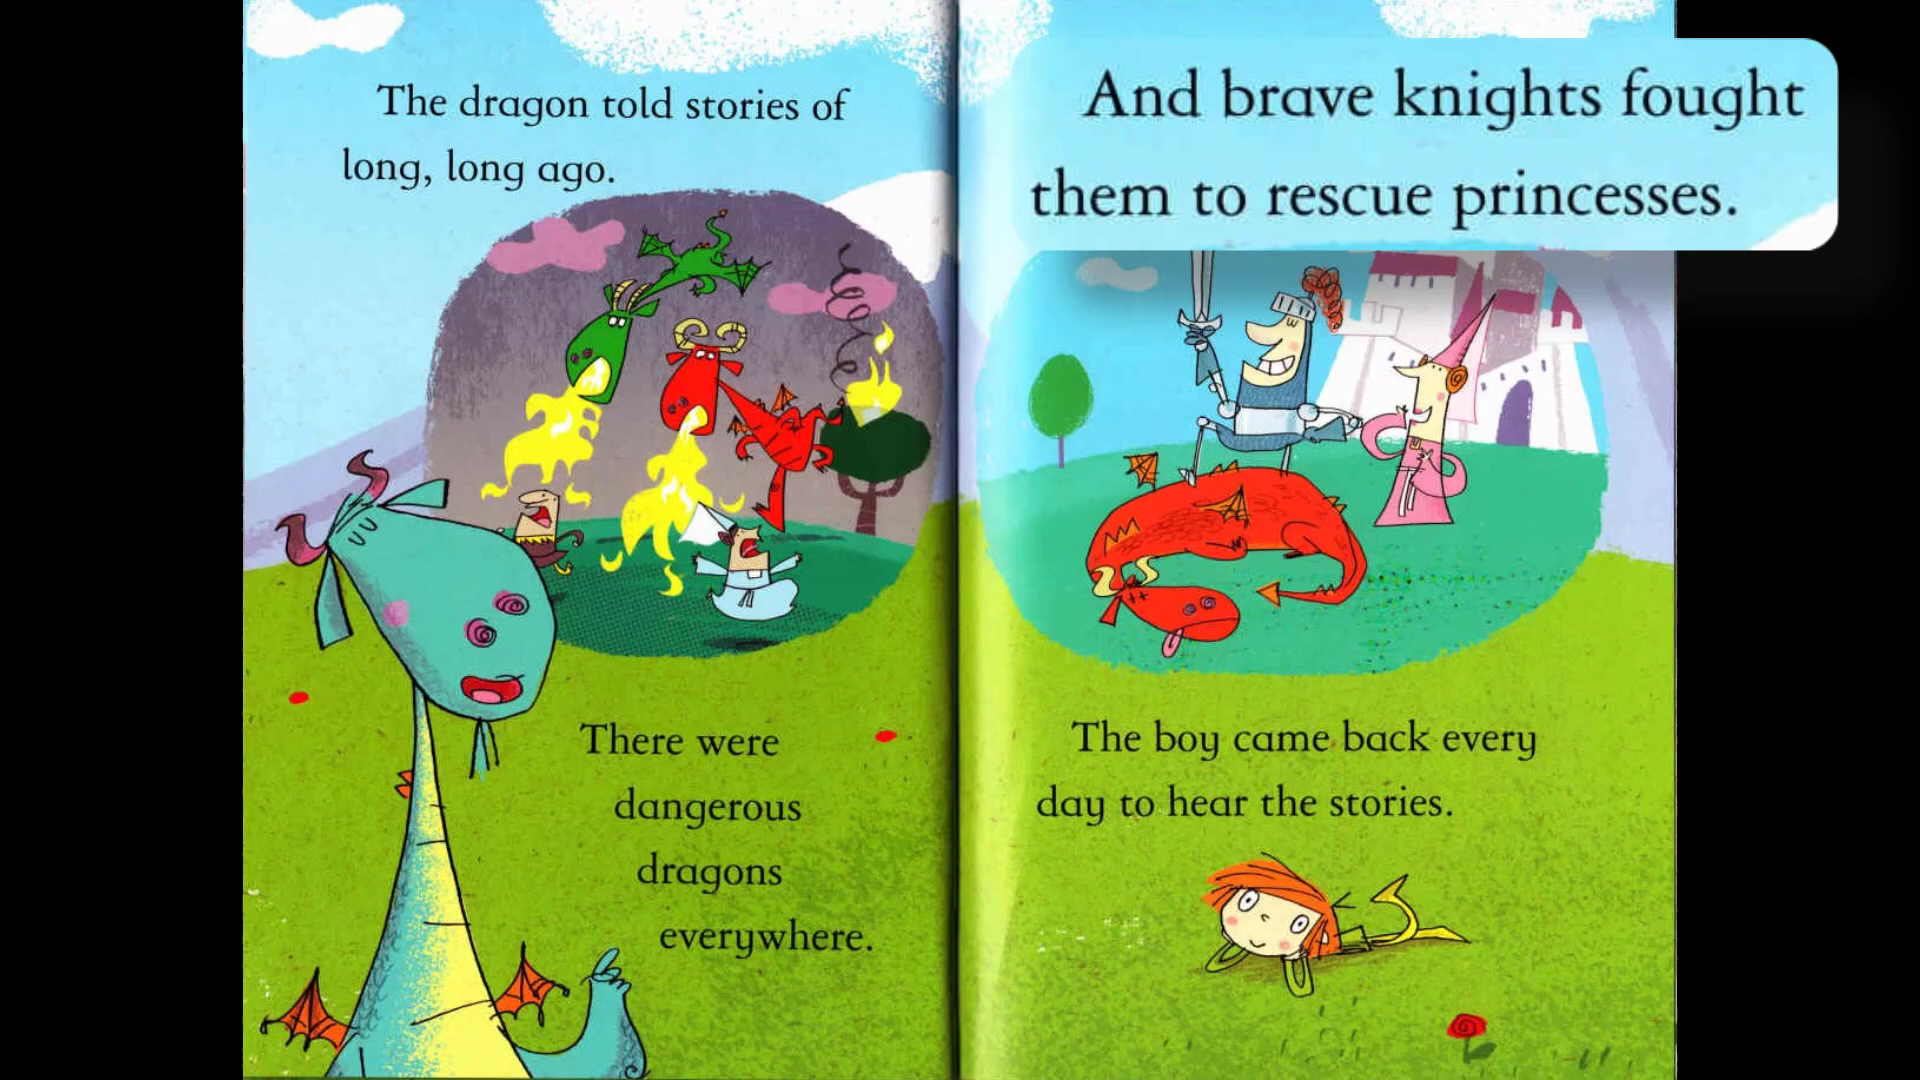 The dragon told stories of
long, long ago.
There were
dangerous
dragons
everywhere.
And brave knights fought
them to rescue princesses.
The boy came back every
day to hear the stories.